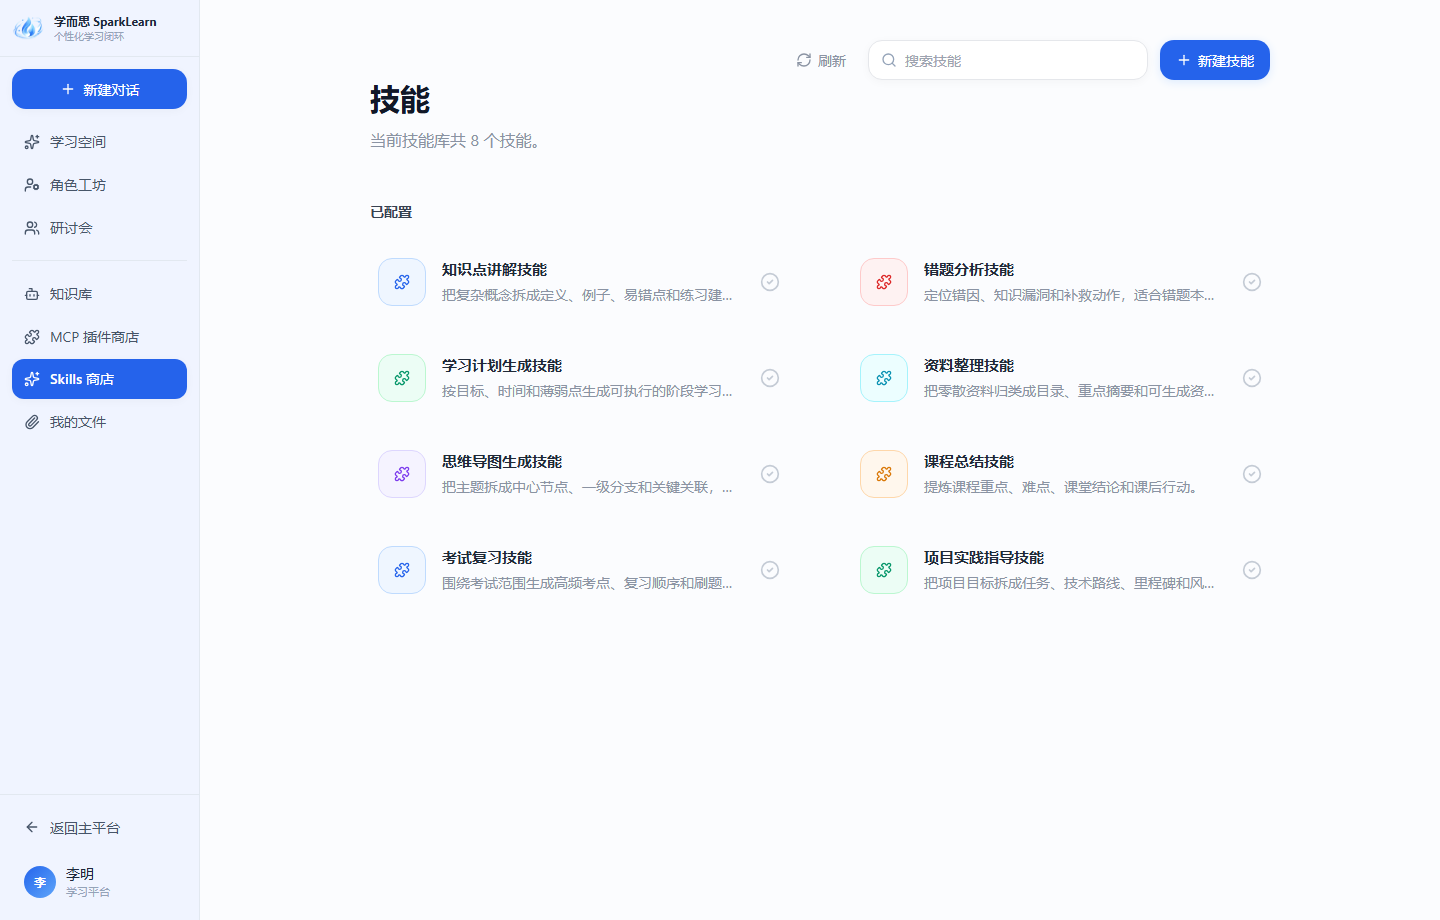 学而思 SparkLearn
个性化学习闭环
新建对话
学习空间
角色工坊
研讨会
知识库
MCP 插件商店
Skills 商店
我的文件
返回主平台
李
李明
学习平台
刷新
搜索技能
新建技能
技能
当前技能库共 8 个技能。
已配置
知识点讲解技能
把复杂概念拆成定义、例子、易错点和练习建...
错题分析技能
定位错因、知识漏洞和补救动作，适合错题本...
学习计划生成技能
按目标、时间和薄弱点生成可执行的阶段学习...
资料整理技能
把零散资料归类成目录、重点摘要和可生成资...
思维导图生成技能
把主题拆成中心节点、一级分支和关键关联，...
课程总结技能
提炼课程重点、难点、课堂结论和课后行动。
考试复习技能
围绕考试范围生成高频考点、复习顺序和刷题...
项目实践指导技能
把项目目标拆成任务、技术路线、里程碑和风...